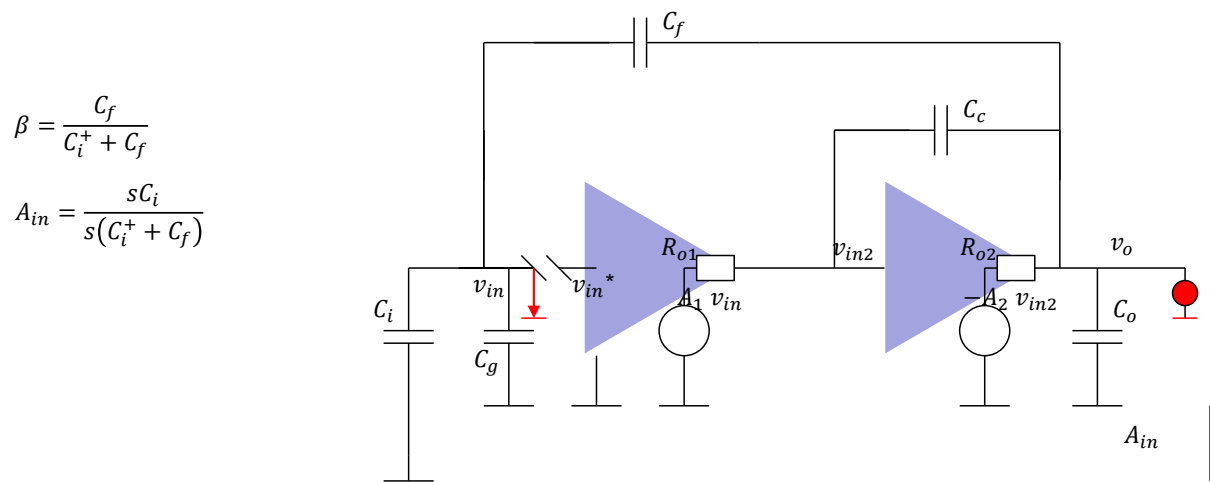 C_f
C_c
β = C_f / (C_i^+ + C_f)
A_in = sC_i / s(C_i^+ + C_f)
R_o1
v_in2
R_o2
v_o
v_in
v_in*
A_1 v_in
−A_2 v_in2
C_i
C_g
C_o
A_in